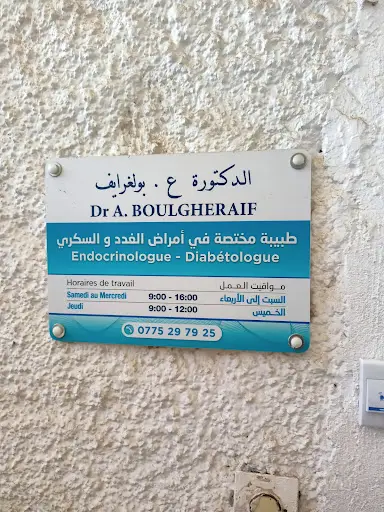 الدكتورة ع . بولغرايف
Dr A. BOULGHERAIF
طبيبة مختصة في أمراض الغدد و السكري
Endocrinologue - Diabétologue
Horaires de travail مواقيت العمل
Samedi au Mercredi 9:00 - 16:00 السبت إلى الأربعاء
Jeudi 9:00 - 12:00 الخميس
0775 29 79 25